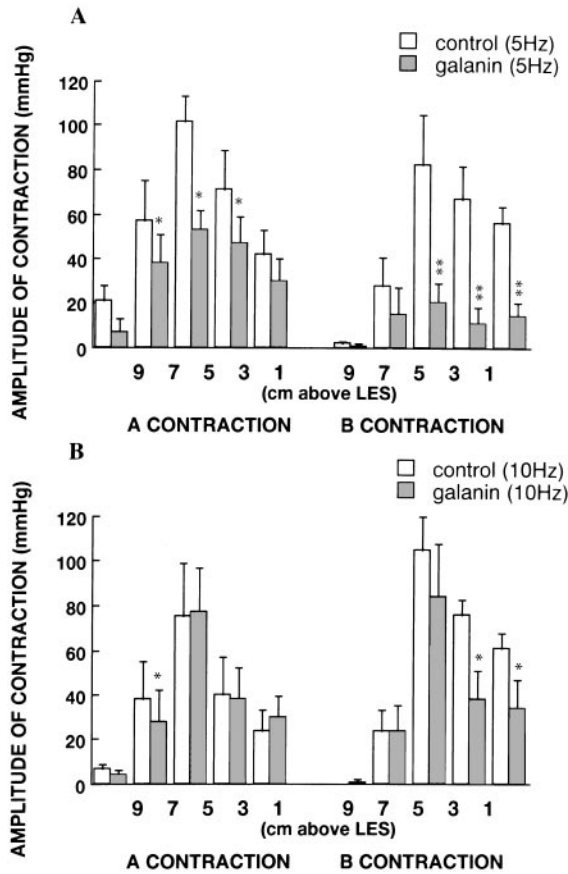 A
control (5Hz)
galanin (5Hz)
AMPLITUDE OF CONTRACTION (mmHg)
120
100
80
60
40
20
0
* * * ** ** **
9 7 5 3 1 9 7 5 3 1
(cm above LES)
A CONTRACTION B CONTRACTION
B
control (10Hz)
galanin (10Hz)
AMPLITUDE OF CONTRACTION (mmHg)
120
100
80
60
40
20
0
* * *
9 7 5 3 1 9 7 5 3 1
(cm above LES)
A CONTRACTION B CONTRACTION